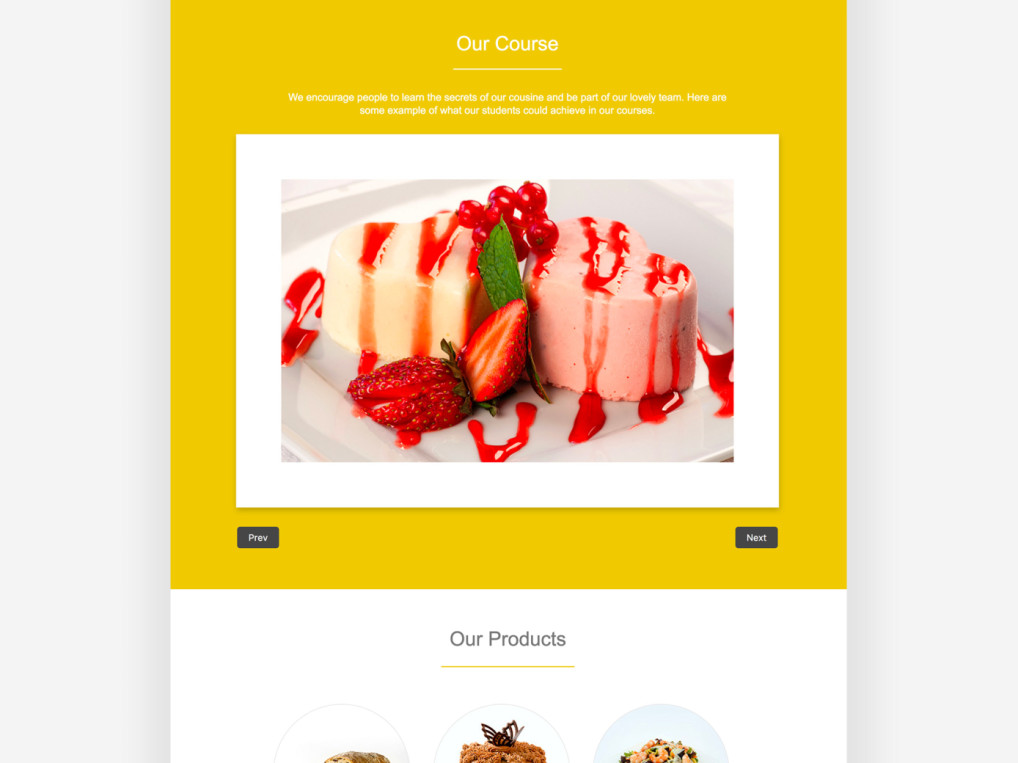 Our Course
We encourage people to learn the secrets of our cousine and be part of our lovely team. Here are
some example of what our students could achieve in our courses.
Prev
Next
Our Products